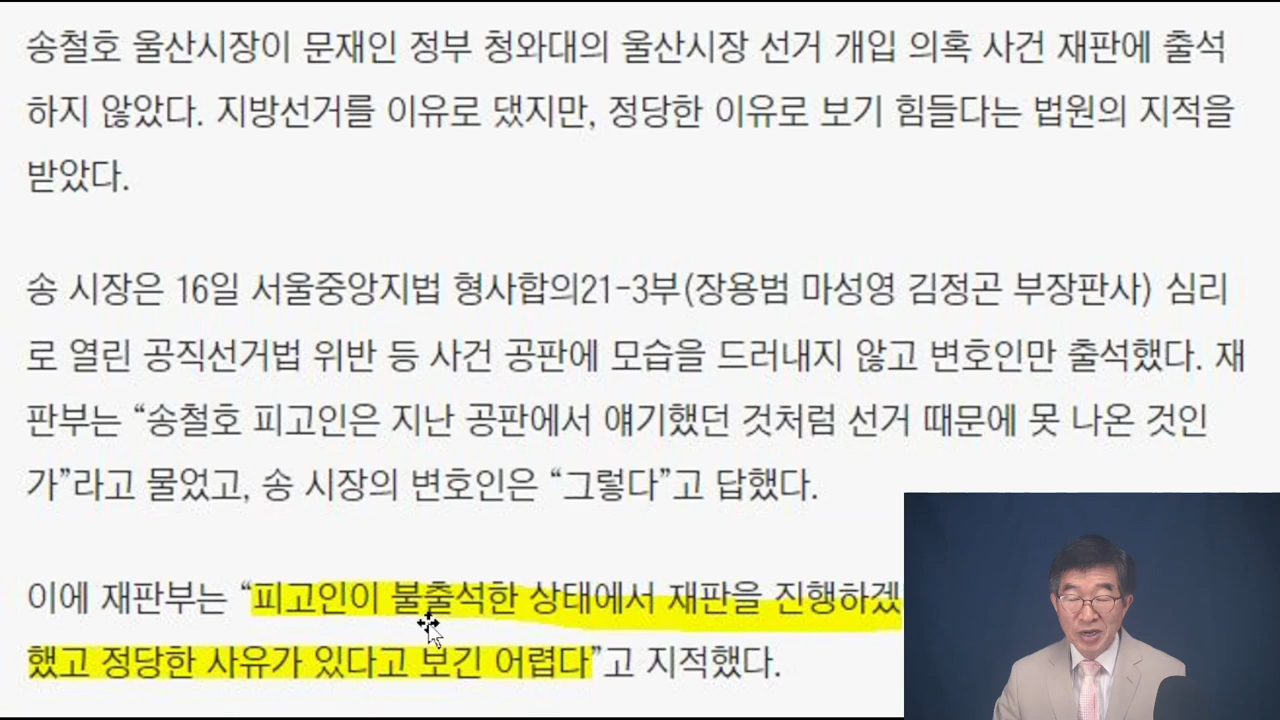 송철호 울산시장이 문재인 정부 청와대의 울산시장 선거 개입 의혹 사건 재판에 출석
하지 않았다. 지방선거를 이유로 댔지만, 정당한 이유로 보기 힘들다는 법원의 지적을
받았다.
송 시장은 16일 서울중앙지법 형사합의21-3부(장용범 마성영 김정곤 부장판사) 심리
로 열린 공직선거법 위반 등 사건 공판에 모습을 드러내지 않고 변호인만 출석했다. 재
판부는 “송철호 피고인은 지난 공판에서 얘기했던 것처럼 선거 때문에 못 나온 것인
가”라고 물었고, 송 시장의 변호인은 “그렇다”고 답했다.
이에 재판부는 “피고인이 불출석한 상태에서 재판을 진행하겠
했고 정당한 사유가 있다고 보긴 어렵다”고 지적했다.